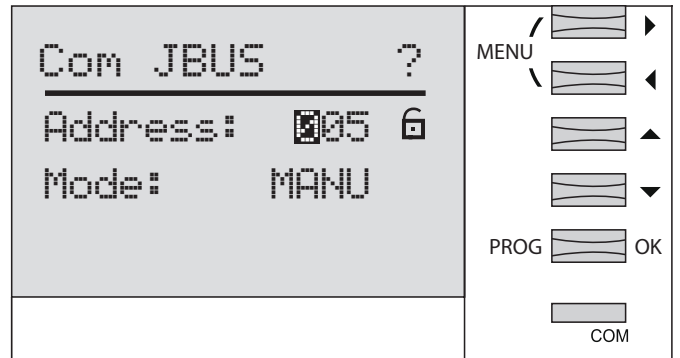 Com JBUS ?
Address: 005
Mode: MANU
MENU
PROG OK
COM